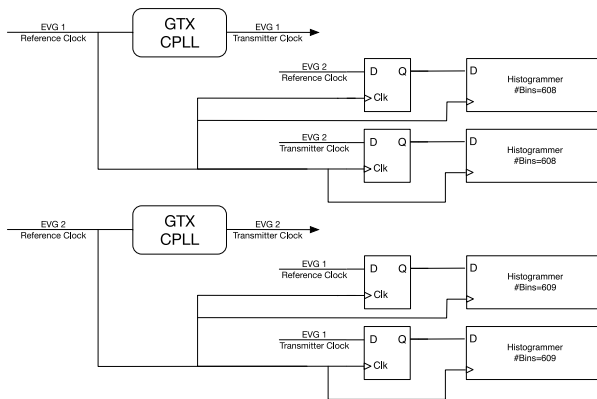 EVG 1
Reference Clock
GTX
CPLL
EVG 1
Transmitter Clock
EVG 2
Reference Clock
D Q
Clk
D
Histogrammer
#Bins=608
EVG 2
Transmitter Clock
D Q
Clk
D
Histogrammer
#Bins=608
EVG 2
Reference Clock
GTX
CPLL
EVG 2
Transmitter Clock
EVG 1
Reference Clock
D Q
Clk
D
Histogrammer
#Bins=609
EVG 1
Transmitter Clock
D Q
Clk
D
Histogrammer
#Bins=609